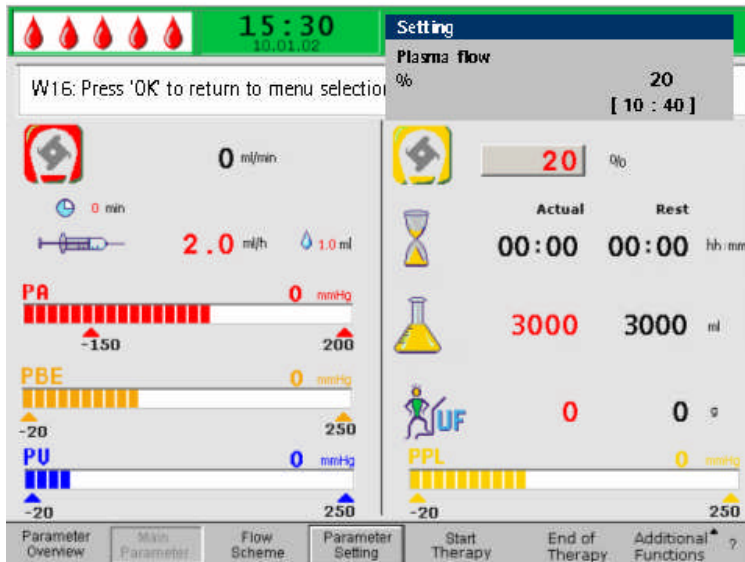 15:30
10.01.02
Setting
Plasma flow
% 20
[ 10 : 40 ]
W16: Press 'OK' to return to menu selection
0 ml/min
20 %
0 min
Actual Rest
2.0 ml/h 1.0 ml
00:00 00:00 hh:mm
PA 0 mmHg
-150 200
3000 3000 ml
PBE 0 mmHg
-20 250
UF 0 0 g
PV 0 mmHg
-20 250
PPL 0 mmHg
-20 250
Parameter Overview
Main Parameter
Flow Scheme
Parameter Setting
Start Therapy
End of Therapy
Additional Functions
?